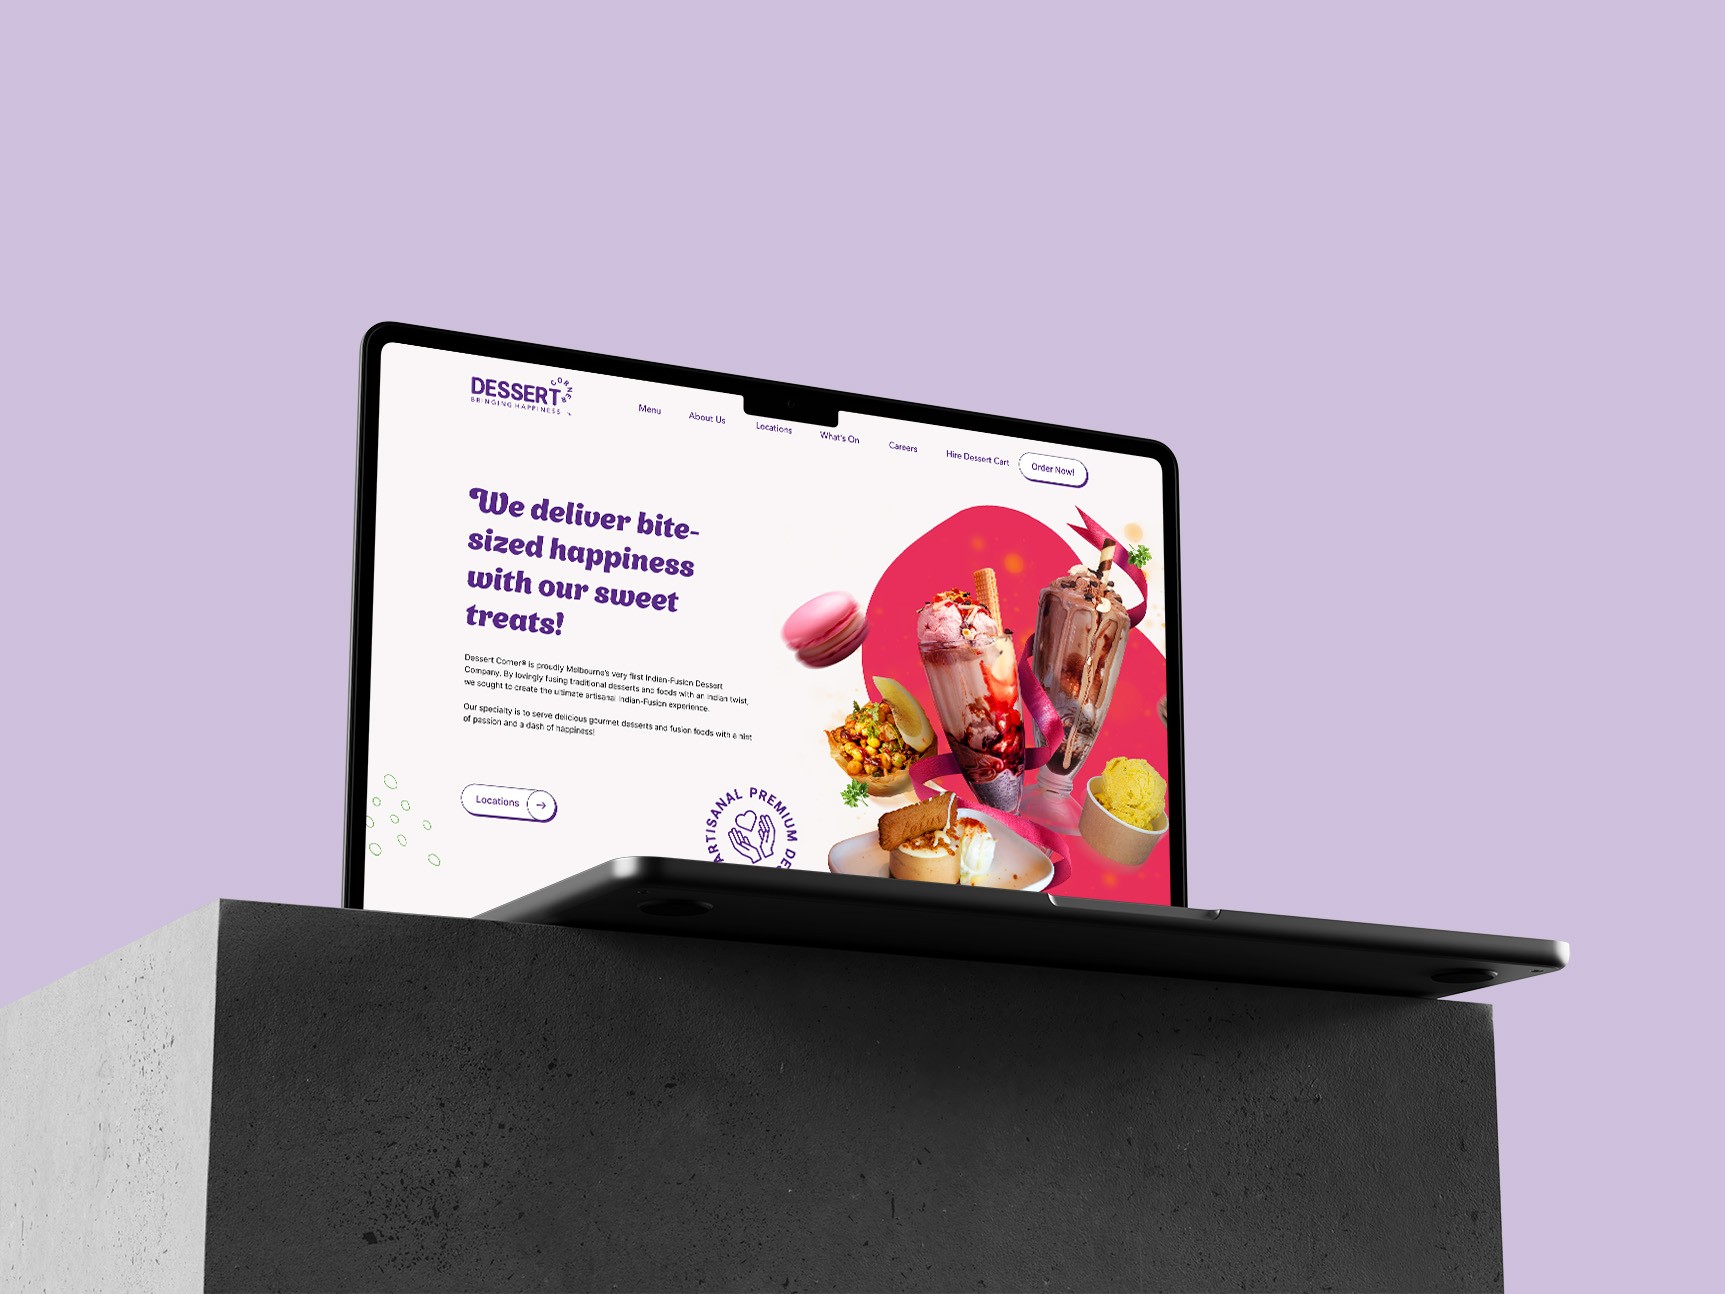 DESSERT
CORNER
BRINGING HAPPINESS
Menu
About Us
Locations
What's On
Careers
Hire Dessert Cart
Order Now!
We deliver bite-
sized happiness
with our sweet
treats!
Dessert Corner® is proudly Melbourne's very first Indian-Fusion Dessert
Company. By lovingly fusing traditional desserts and foods with an Indian twist,
we sought to create the ultimate artisanal Indian-Fusion experience.
Our specialty is to serve delicious gourmet desserts and fusion foods with a hint
of passion and a dash of happiness!
Locations
ARTISANAL PREMIUM DE
Lotus